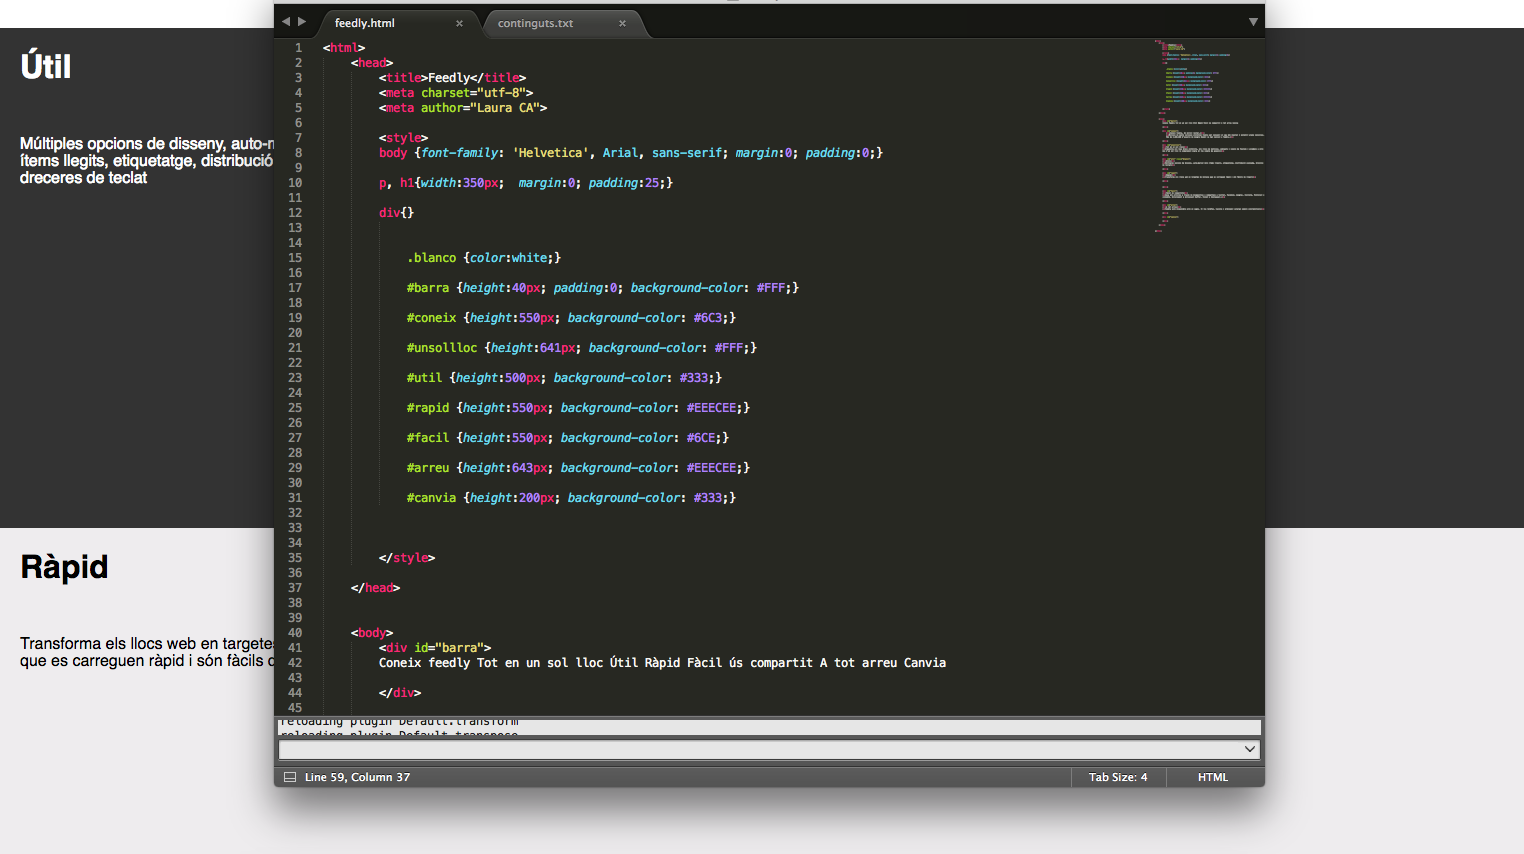 Útil
Múltiples opcions de disseny,
ítems llegits, etiquetatge, distribució
dreceres de teclat
Ràpid
Transforma els llocs web en targetes
que es carreguen ràpid i són fàcils
feedly.html × continguts.txt ×
1 <html>
2 <head>
3 <title>Feedly</title>
4 <meta charset="utf-8">
5 <meta author="Laura CA">
6
7 <style>
8 body {font-family: 'Helvetica', Arial, sans-serif; margin:0; padding:0;}
9
10 p, h1{width:350px;  margin:0; padding:25;}
11
12 div{}
13
14
15 .blanco {color:white;}
16
17 #barra {height:40px; padding:0; background-color: #FFF;}
18
19 #coneix {height:550px; background-color: #6C3;}
20
21 #unsollloc {height:641px; background-color: #FFF;}
22
23 #util {height:500px; background-color: #333;}
24
25 #rapid {height:550px; background-color: #EEECEE;}
26
27 #facil {height:550px; background-color: #6CE;}
28
29 #arreu {height:643px; background-color: #EEECEE;}
30
31 #canvia {height:200px; background-color: #333;}
32
33
34
35 </style>
36
37 </head>
38
39
40 <body>
41 <div id="barra">
42 Coneix feedly Tot en un sol lloc Útil Ràpid Fàcil ús compartit A tot arreu Canvia
43
44 </div>
45
reloading plugin Default.transform
reloading plugin Default.transpose
Line 59, Column 37 Tab Size: 4 HTML